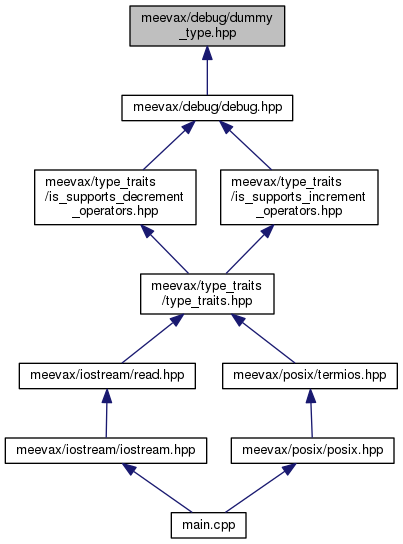 meevax/debug/dummy
_type.hpp
meevax/debug/debug.hpp
meevax/type_traits
/is_supports_decrement
_operators.hpp
meevax/type_traits
/is_supports_increment
_operators.hpp
meevax/type_traits
/type_traits.hpp
meevax/iostream/read.hpp
meevax/posix/termios.hpp
meevax/iostream/iostream.hpp
meevax/posix/posix.hpp
main.cpp